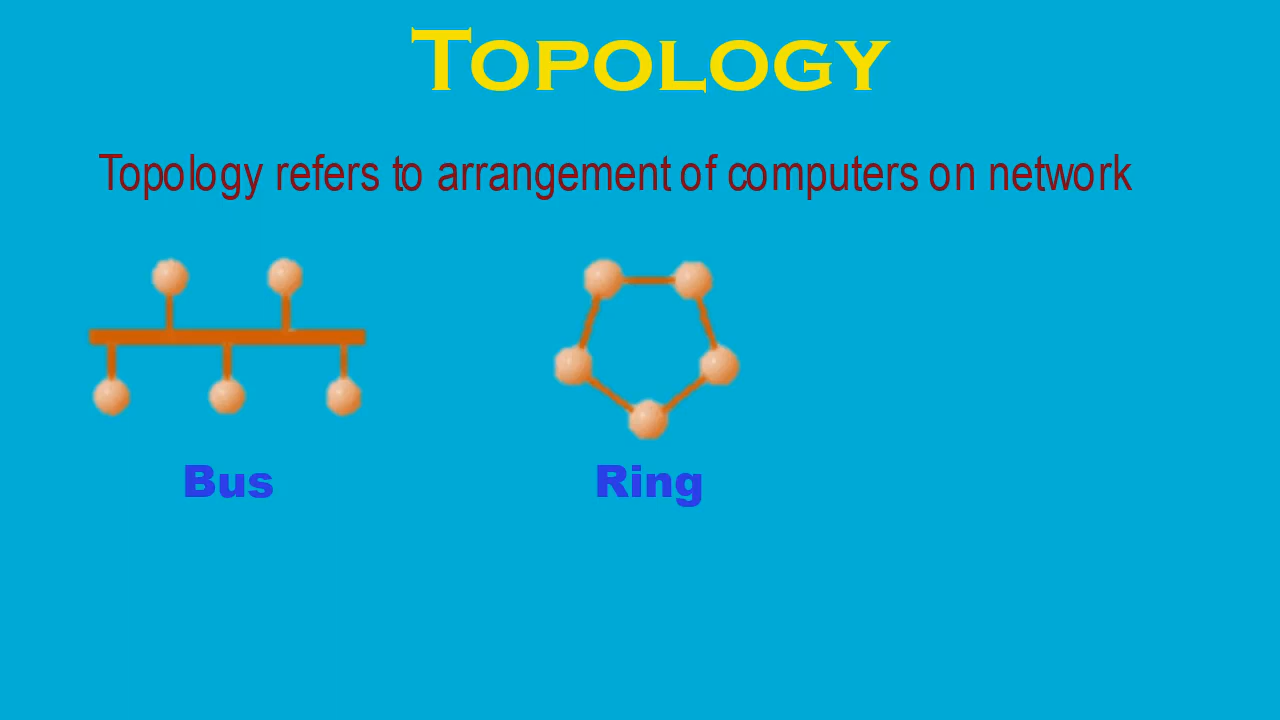 Topology
Topology refers to arrangement of computers on network
Bus
Ring